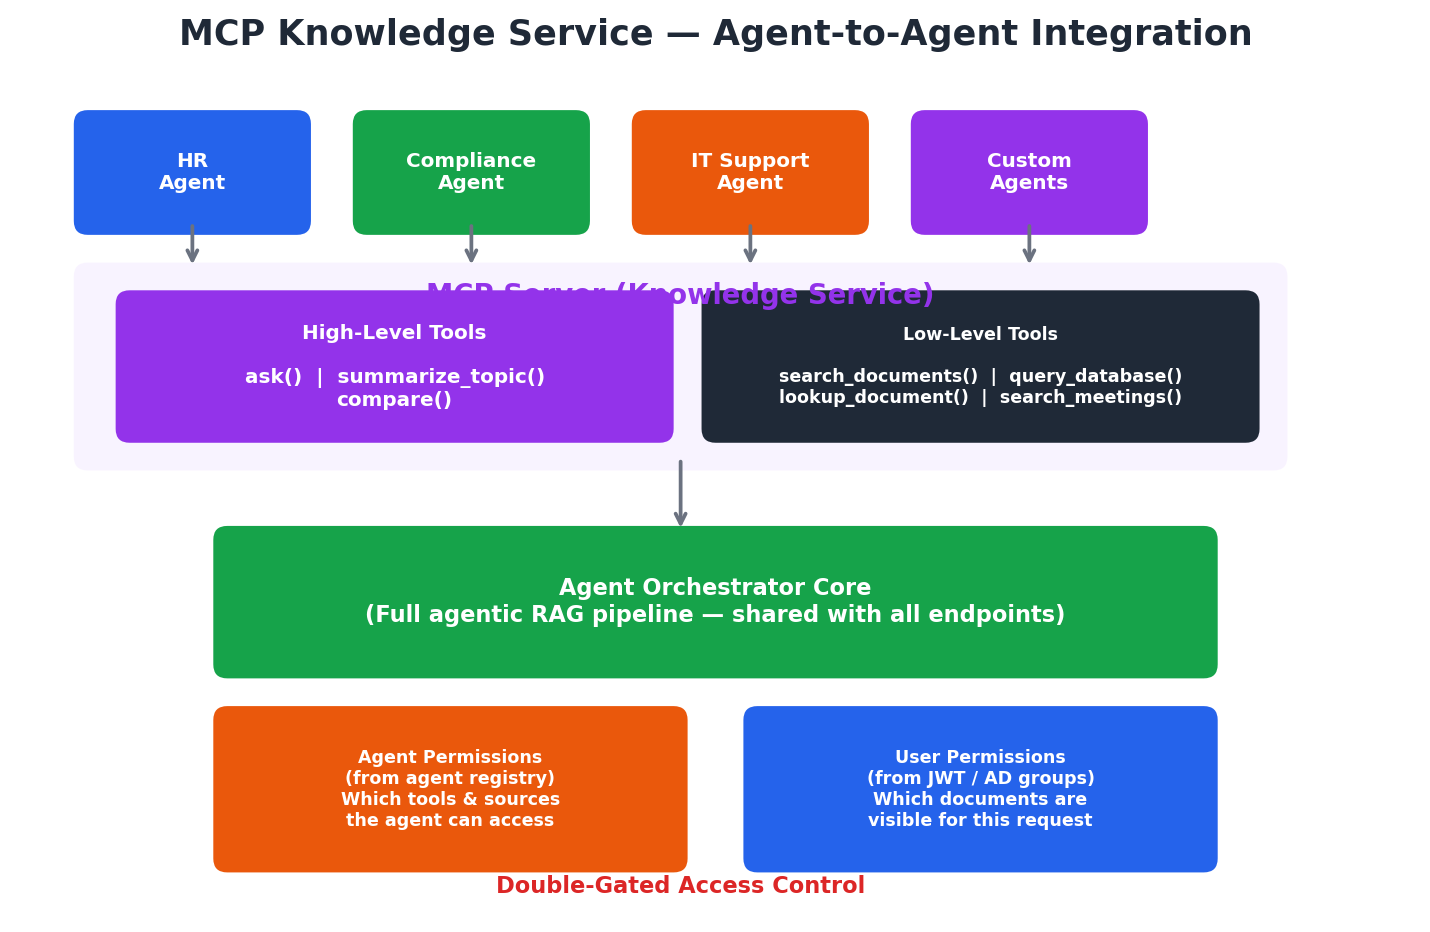 MCP Knowledge Service — Agent-to-Agent Integration
HR
Agent
Compliance
Agent
IT Support
Agent
Custom
Agents
MCP Server (Knowledge Service)
High-Level Tools
ask()  |  summarize_topic()
compare()
Low-Level Tools
search_documents()  |  query_database()
lookup_document()  |  search_meetings()
Agent Orchestrator Core
(Full agentic RAG pipeline — shared with all endpoints)
Agent Permissions
(from agent registry)
Which tools & sources
the agent can access
User Permissions
(from JWT / AD groups)
Which documents are
visible for this request
Double-Gated Access Control